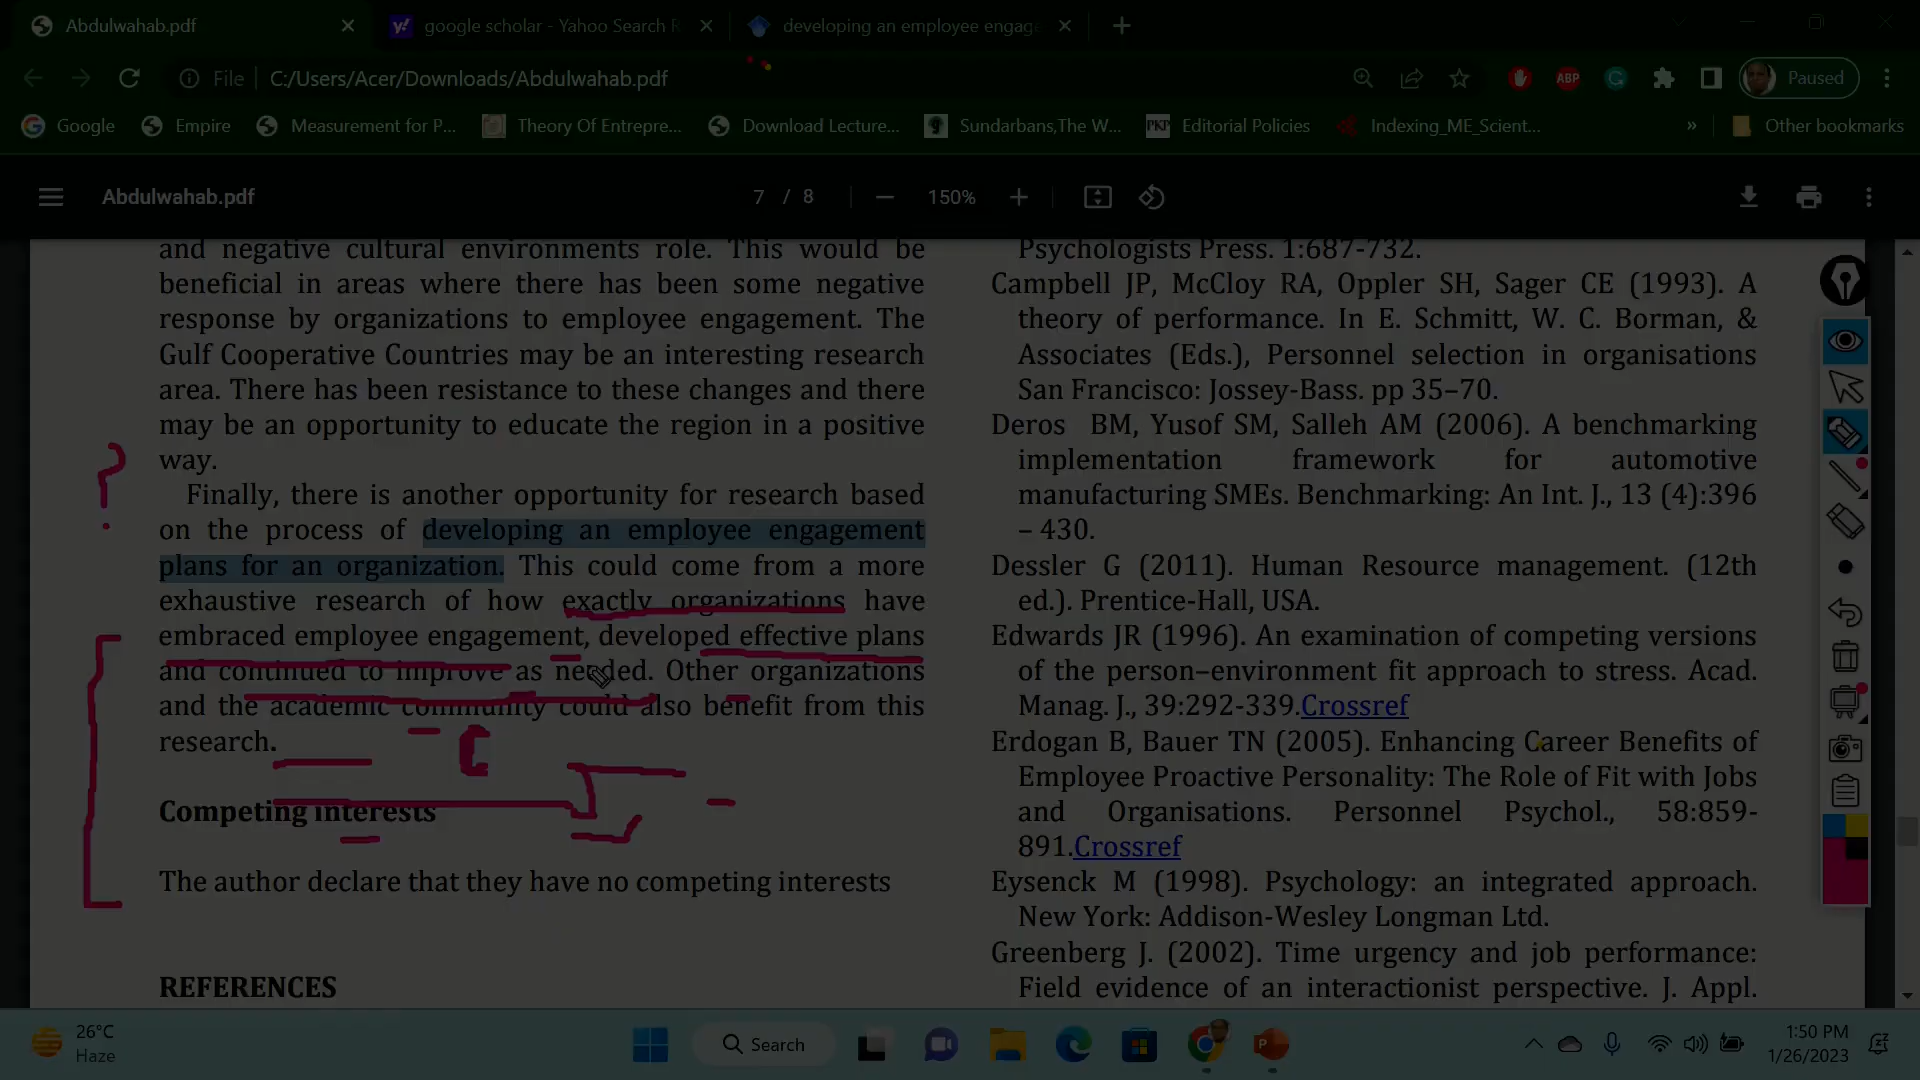 Abdulwahab.pdf
google scholar - Yahoo Search R
developing an employee engage
File
C:/Users/Acer/Downloads/Abdulwahab.pdf
ABP
Paused
Google
Empire
Measurement for P...
Theory Of Entrepre...
Download Lecture...
Sundarbans,The W...
PKP
Editorial Policies
Indexing_ME_Scient...
»
Other bookmarks
Abdulwahab.pdf
7 / 8
150%
and negative cultural environments role. This would be
beneficial in areas where there has been some negative
response by organizations to employee engagement. The
Gulf Cooperative Countries may be an interesting research
area. There has been resistance to these changes and there
may be an opportunity to educate the region in a positive
way.
?
Finally, there is another opportunity for research based
on the process of developing an employee engagement
plans for an organization. This could come from a more
exhaustive research of how exactly organizations have
embraced employee engagement, developed effective plans
and continued to improve as needed. Other organizations
and the academic community could also benefit from this
research.
Competing interests
The author declare that they have no competing interests
REFERENCES
Psychologists Press. 1:687-732.
Campbell JP, McCloy RA, Oppler SH, Sager CE (1993). A
theory of performance. In E. Schmitt, W. C. Borman, &
Associates (Eds.), Personnel selection in organisations
San Francisco: Jossey-Bass. pp 35–70.
Deros BM, Yusof SM, Salleh AM (2006). A benchmarking
implementation framework for automotive
manufacturing SMEs. Benchmarking: An Int. J., 13 (4):396
– 430.
Dessler G (2011). Human Resource management. (12th
ed.). Prentice-Hall, USA.
Edwards JR (1996). An examination of competing versions
of the person–environment fit approach to stress. Acad.
Manag. J., 39:292-339.Crossref
Erdogan B, Bauer TN (2005). Enhancing Career Benefits of
Employee Proactive Personality: The Role of Fit with Jobs
and Organisations. Personnel Psychol., 58:859-
891.Crossref
Eysenck M (1998). Psychology: an integrated approach.
New York: Addison-Wesley Longman Ltd.
Greenberg J. (2002). Time urgency and job performance:
Field evidence of an interactionist perspective. J. Appl.
26°C
Haze
Search
1:50 PM
1/26/2023